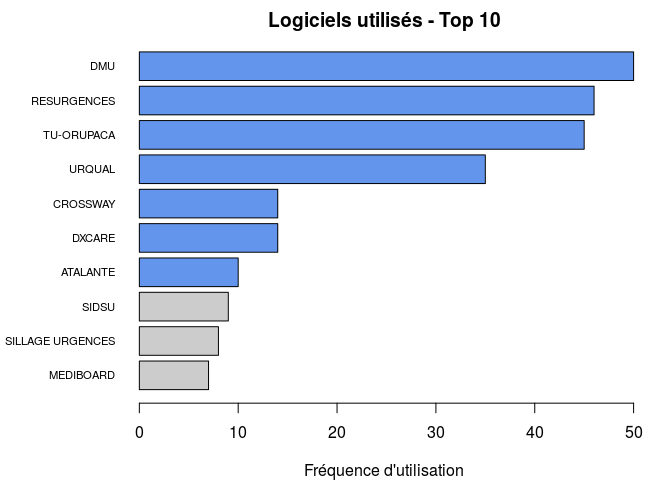 Logiciels utilisés - Top 10
DMU
RESURGENCES
TU-ORUPACA
URQUAL
CROSSWAY
DXCARE
ATALANTE
SIDSU
SILLAGE URGENCES
MEDIBOARD
0 10 20 30 40 50
Fréquence d'utilisation